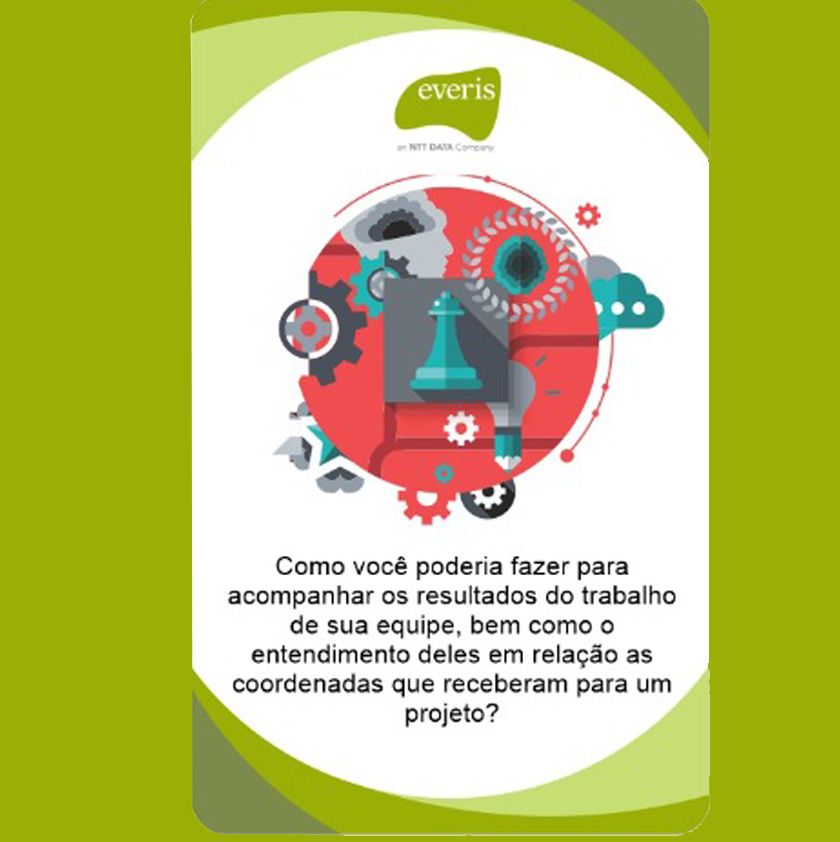 everis
an NTT DATA Company
Como você poderia fazer para
acompanhar os resultados do trabalho
de sua equipe, bem como o
entendimento deles em relação as
coordenadas que receberam para um
projeto?